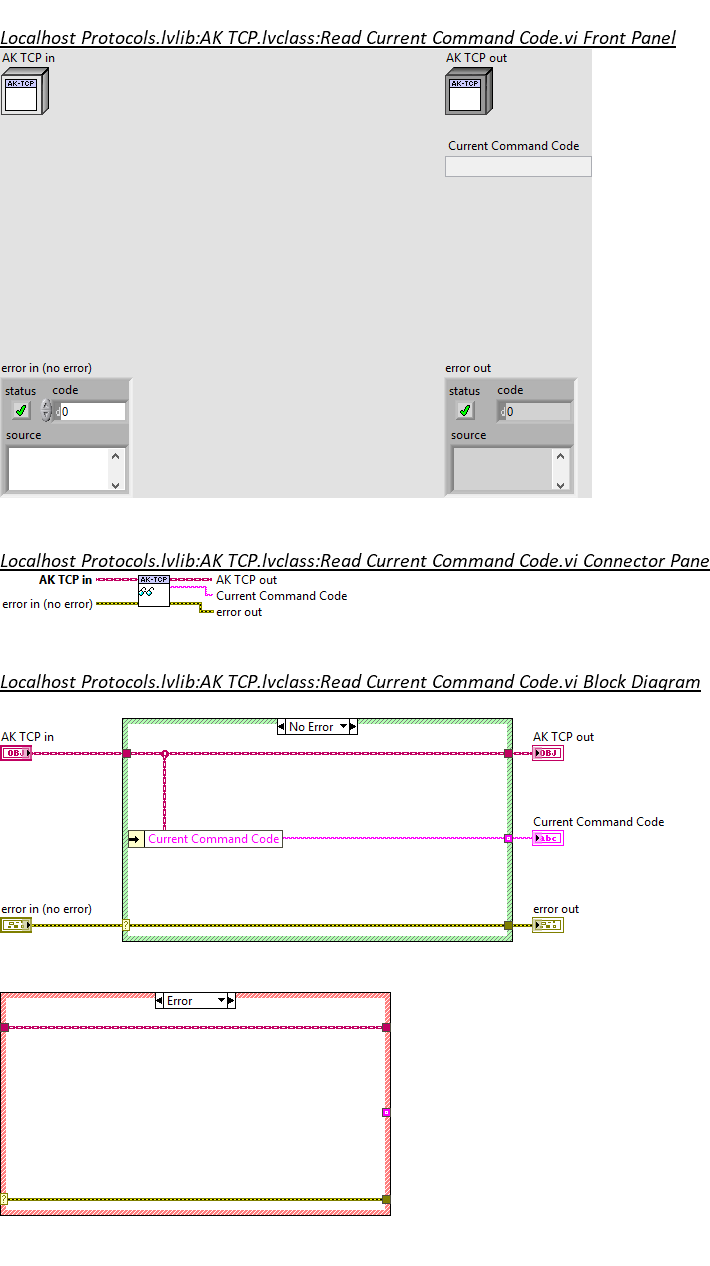 Localhost Protocols.lvlib:AK TCP.lvclass:Read Current Command Code.vi Front Panel
AK TCP in
AK TCP out
AK-TCP
AK-TCP
Current Command Code
error in (no error)
error out
status code
status code
d 0
d 0
source
source
Localhost Protocols.lvlib:AK TCP.lvclass:Read Current Command Code.vi Connector Pane
AK TCP in
AK-TCP
AK TCP out
Current Command Code
error in (no error)
error out
Localhost Protocols.lvlib:AK TCP.lvclass:Read Current Command Code.vi Block Diagram
No Error
AK TCP in
AK TCP out
OBJ
OBJ
Current Command Code
Current Command Code
abc
error in (no error)
error out
?
Error
?